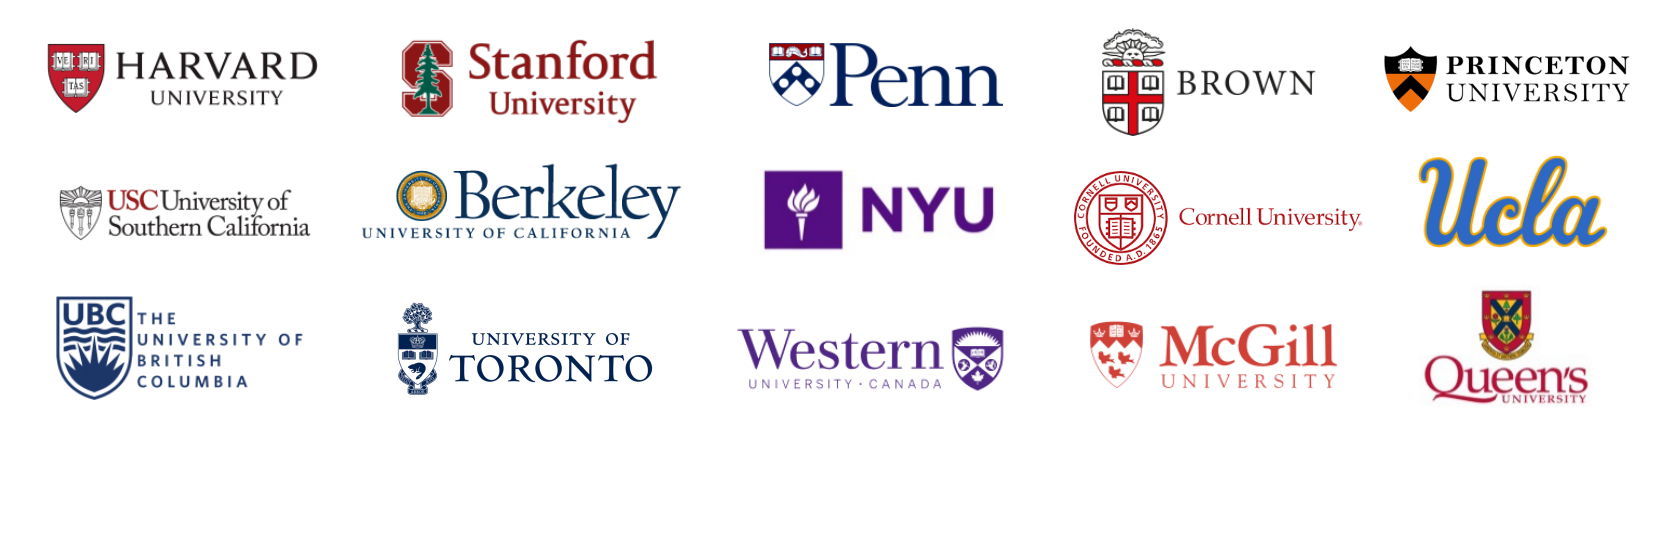 VE RI
TAS
HARVARD
UNIVERSITY
S
Stanford
University
Penn
BROWN
PRINCETON
UNIVERSITY
USC University of
Southern California
Berkeley
UNIVERSITY OF CALIFORNIA
NYU
CORNELL UNIVERSITY
FOUNDED A.D. 1865
Cornell University
Ucla
UBC
THE
UNIVERSITY OF
BRITISH
COLUMBIA
UNIVERSITY OF
TORONTO
Western
UNIVERSITY · CANADA
McGill
UNIVERSITY
Queen's
UNIVERSITY